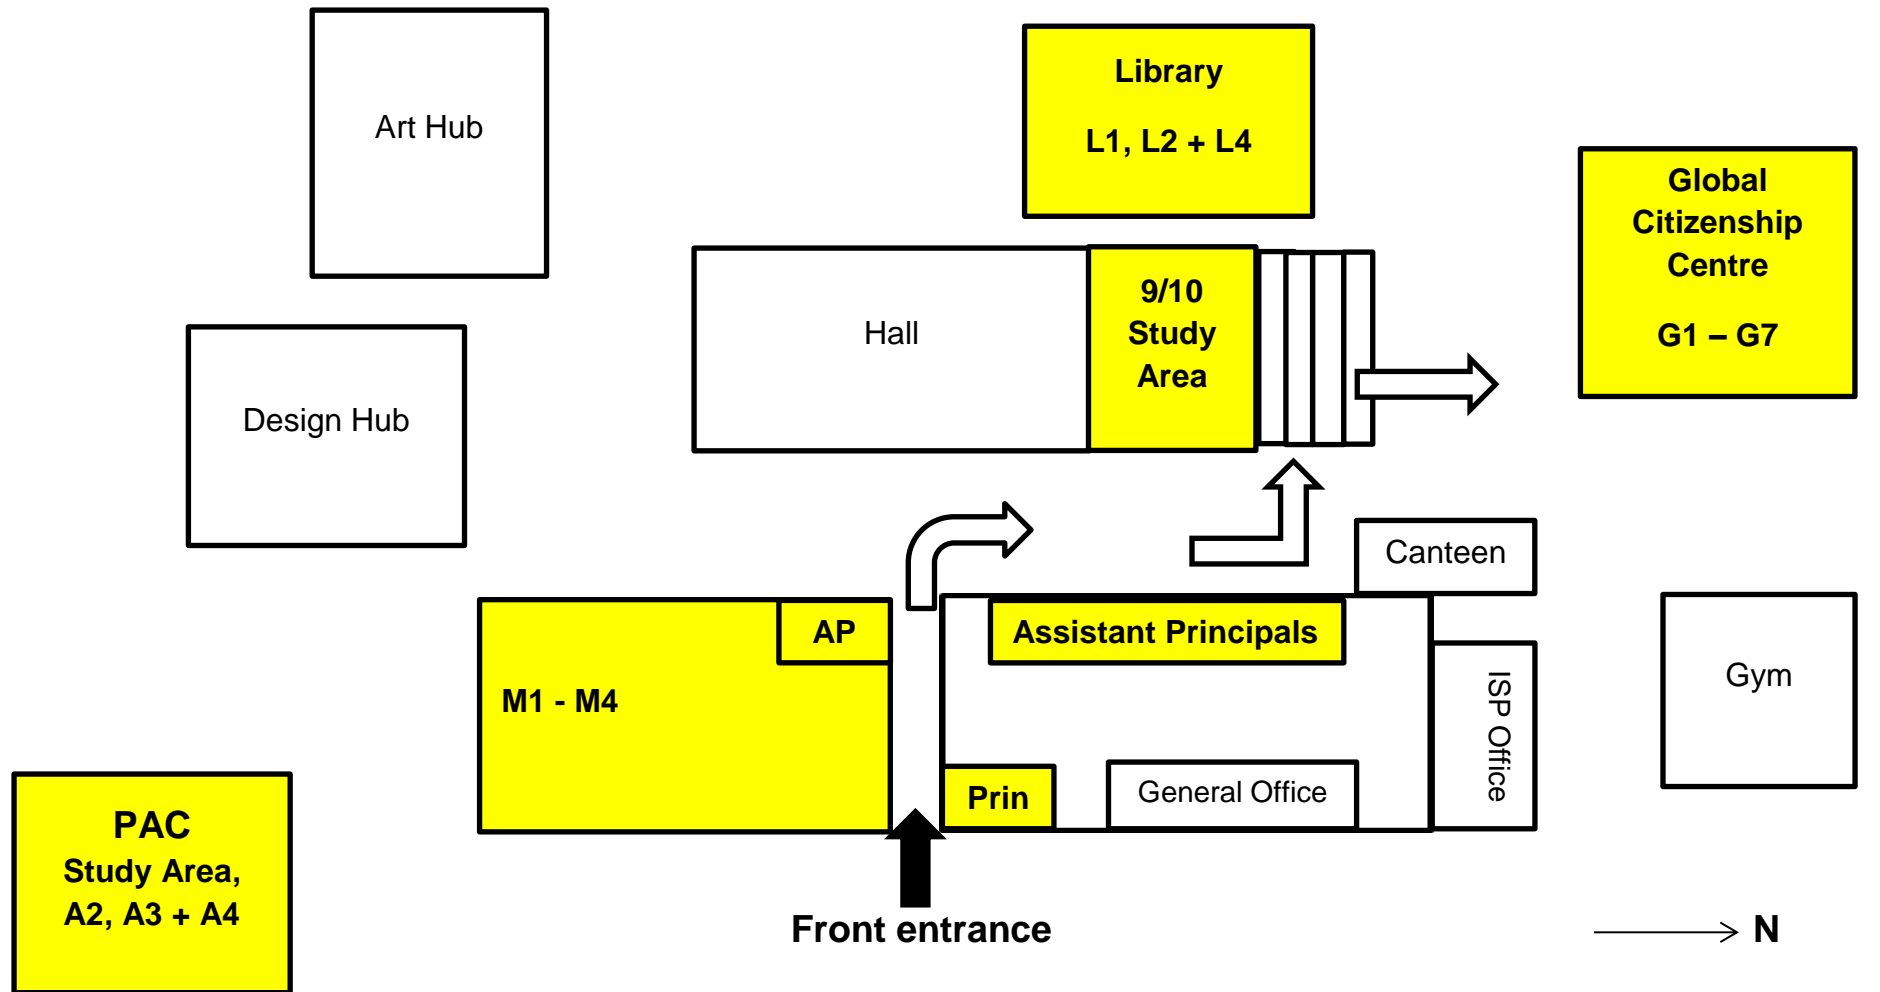 Art Hub
Library
L1, L2 + L4
Global
Citizenship
Centre
G1 – G7
Hall
9/10
Study
Area
Design Hub
Canteen
AP
Assistant Principals
M1 - M4
ISP Office
Gym
Prin
General Office
PAC
Study Area,
A2, A3 + A4
Front entrance
N